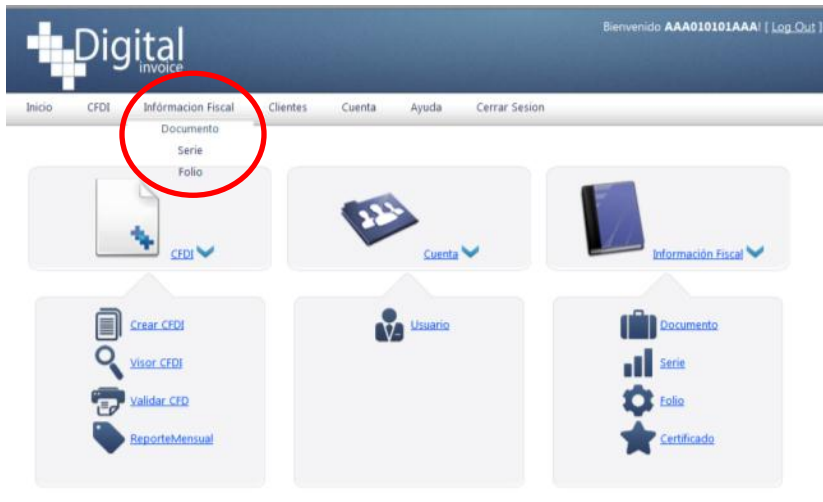 Bienvenido AAA010101AAA! [ Log Out ]
Digital
invoice
Inicio CFDI Infórmacion Fiscal Clientes Cuenta Ayuda Cerrar Sesion
Documento
Serie
Folio
CFDI Cuenta Información Fiscal
Crear CFDI Usuario Documento
Visor CFDI Serie
Validar CFD Folio
ReporteMensual Certificado